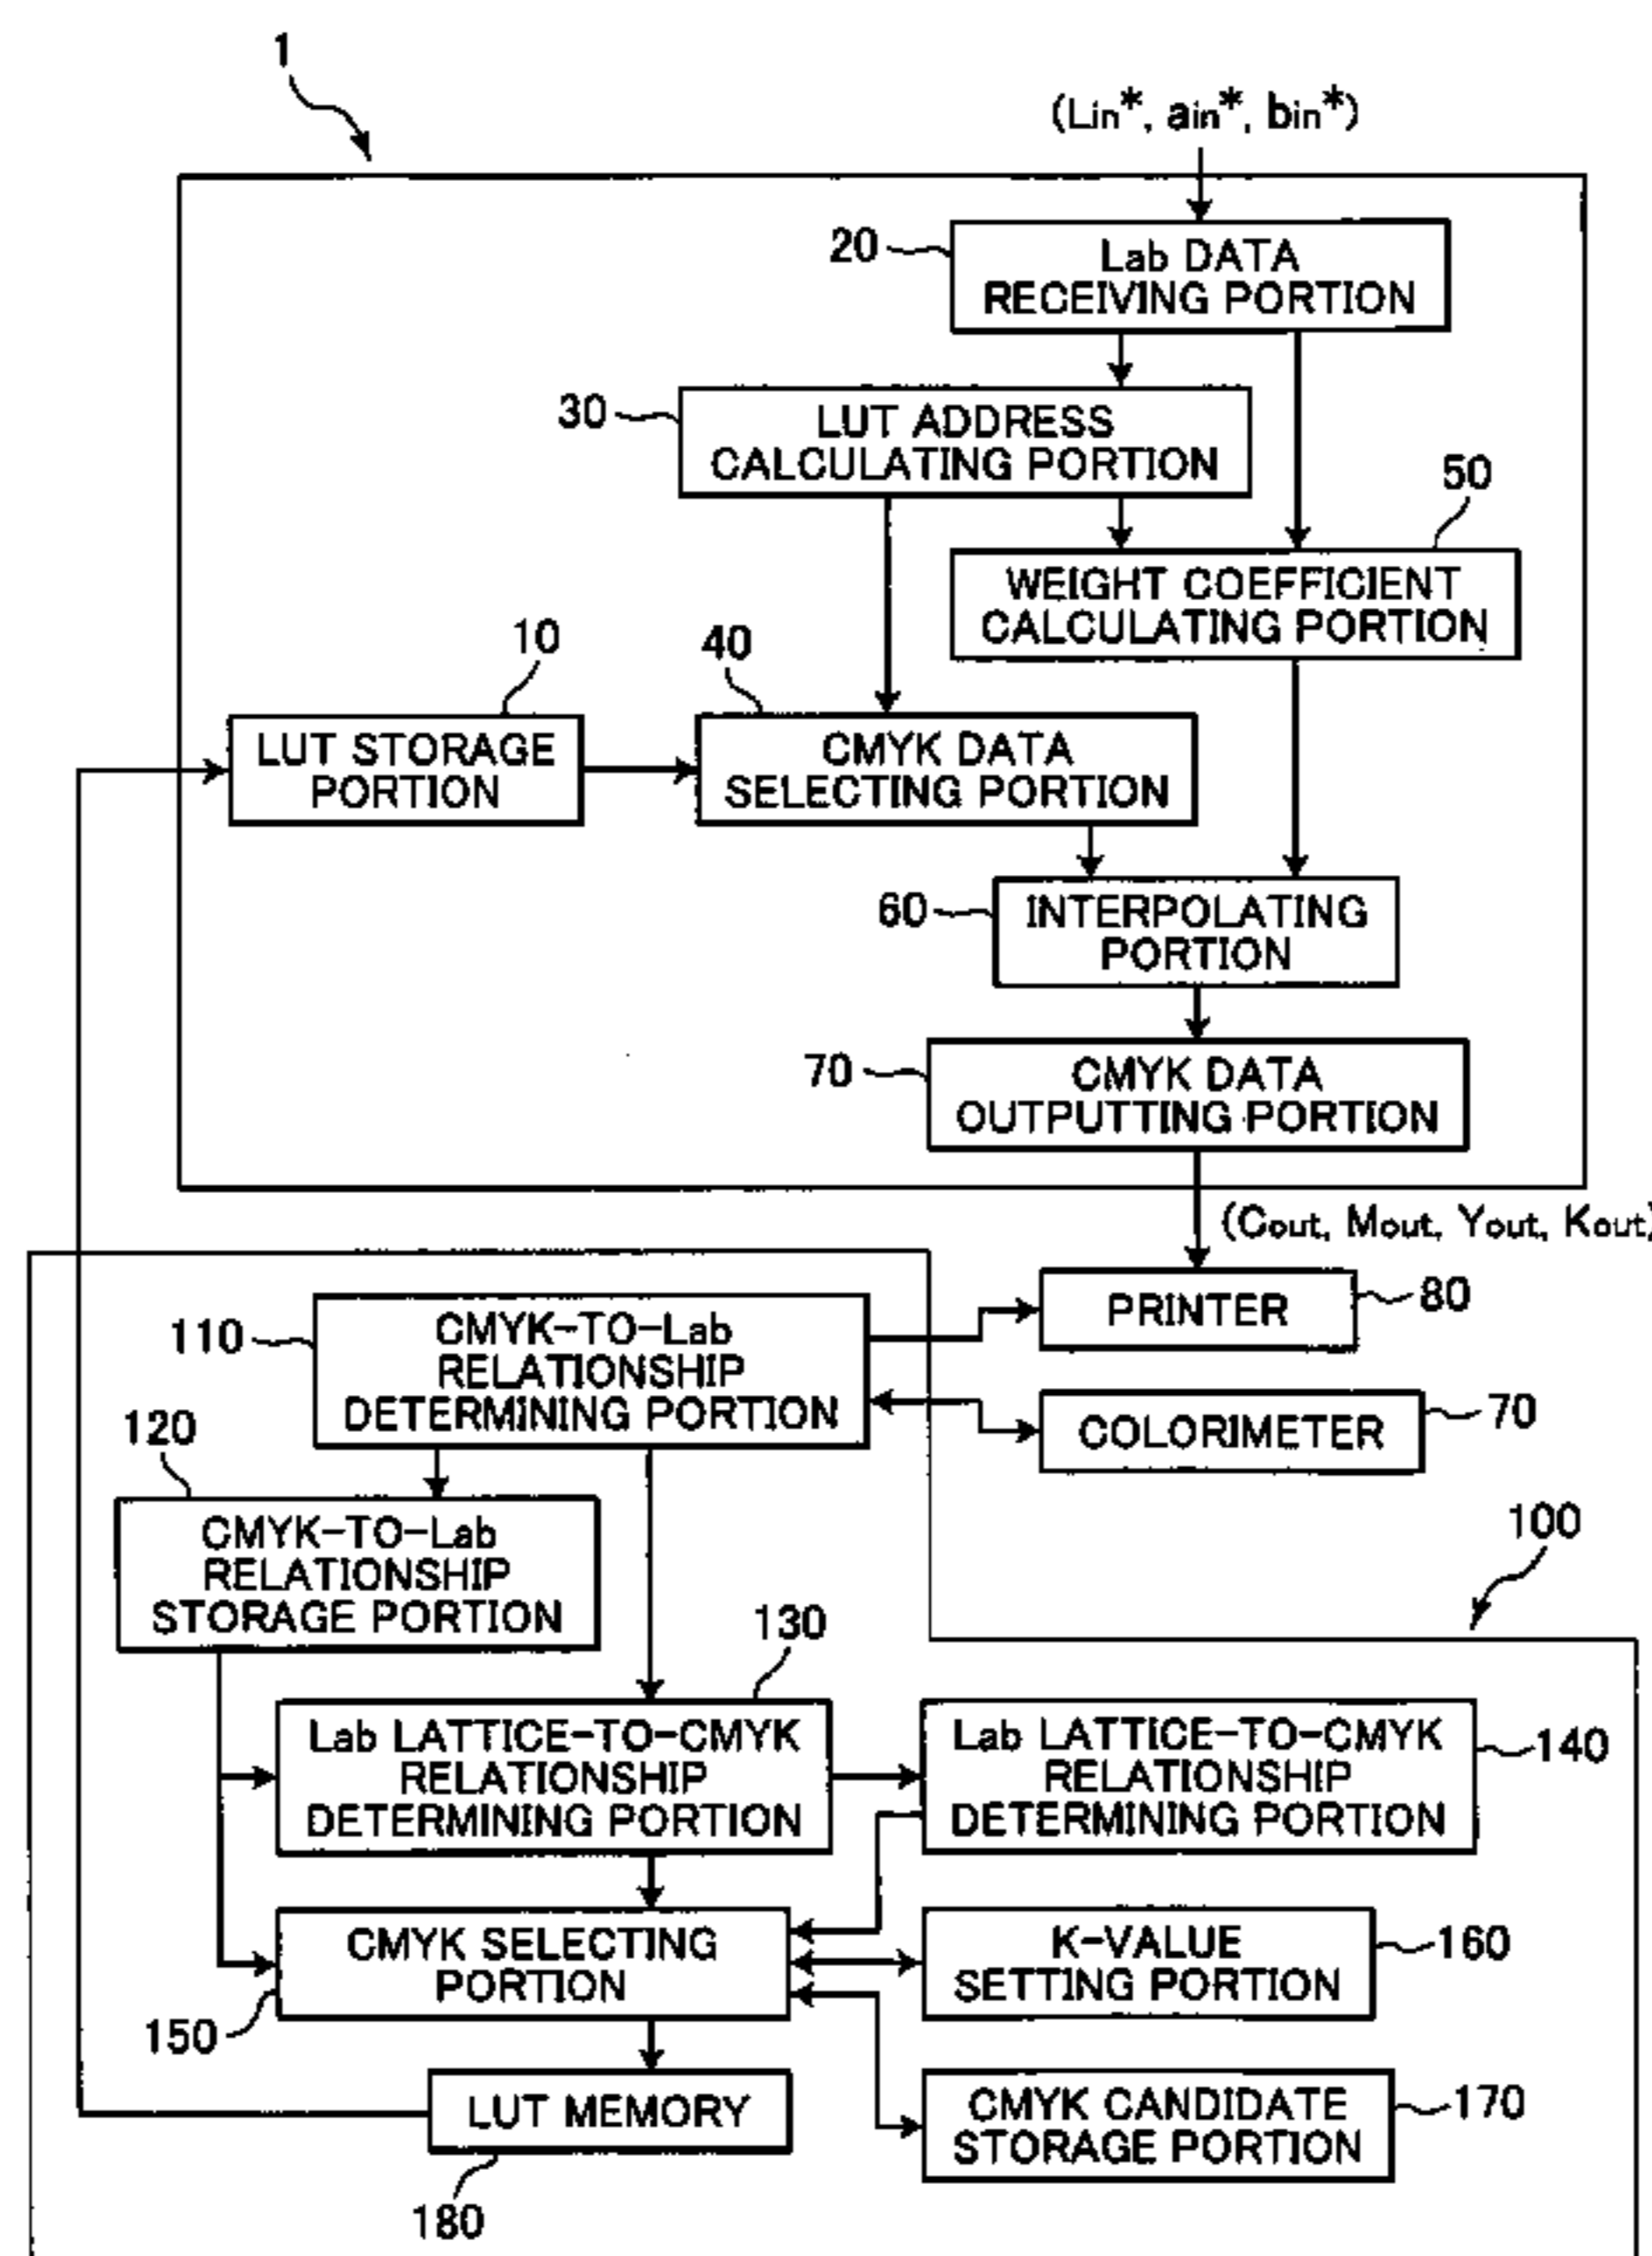 1
(Lin*, ain*, bin*)
20
Lab DATA
RECEIVING PORTION
30
LUT ADDRESS
CALCULATING PORTION
50
WEIGHT COEFFICIENT
CALCULATING PORTION
10
40
LUT STORAGE
PORTION
CMYK DATA
SELECTING PORTION
60
INTERPOLATING
PORTION
70
CMYK DATA
OUTPUTTING PORTION
(Cout, Mout, Yout, Kout)
PRINTER
80
110
CMYK-TO-Lab
RELATIONSHIP
DETERMINING PORTION
COLORIMETER
70
120
CMYK-TO-Lab
RELATIONSHIP
STORAGE PORTION
100
130
Lab LATTICE-TO-CMYK
RELATIONSHIP
DETERMINING PORTION
Lab LATTICE-TO-CMYK
RELATIONSHIP
DETERMINING PORTION
140
CMYK SELECTING
PORTION
150
K-VALUE
SETTING PORTION
160
LUT MEMORY
180
CMYK CANDIDATE
STORAGE PORTION
170